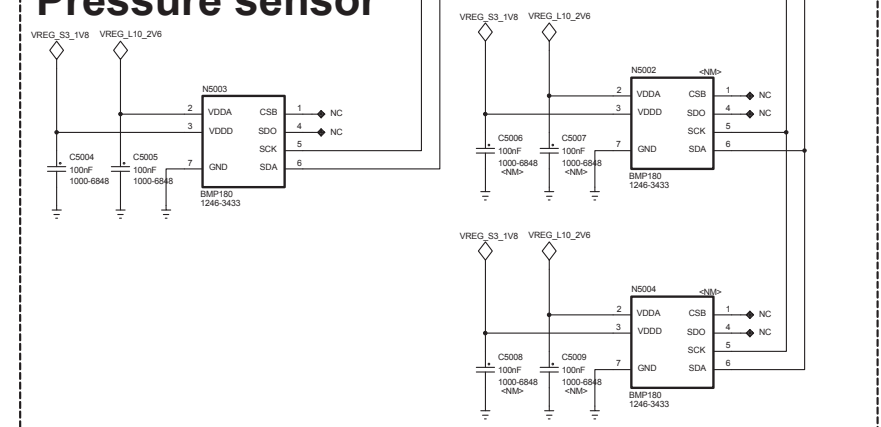 Pressure sensor
VREG_S3_1V8 VREG_L10_2V6
N5003
2 VDDA CSB 1 NC
3 VDDD SDO 4 NC
SCK 5
7 GND SDA 6
C5004
100nF
1000-6848
C5005
100nF
1000-6848
BMP180
1246-3433
VREG_S3_1V8 VREG_L10_2V6
N5002 <NM>
2 VDDA CSB 1 NC
3 VDDD SDO 4 NC
SCK 5
7 GND SDA 6
C5006
100nF
1000-6848
<NM>
C5007
100nF
1000-6848
<NM>
BMP180
1246-3433
VREG_S3_1V8 VREG_L10_2V6
N5004 <NM>
2 VDDA CSB 1 NC
3 VDDD SDO 4 NC
SCK 5
7 GND SDA 6
C5008
100nF
1000-6848
<NM>
C5009
100nF
1000-6848
<NM>
BMP180
1246-3433